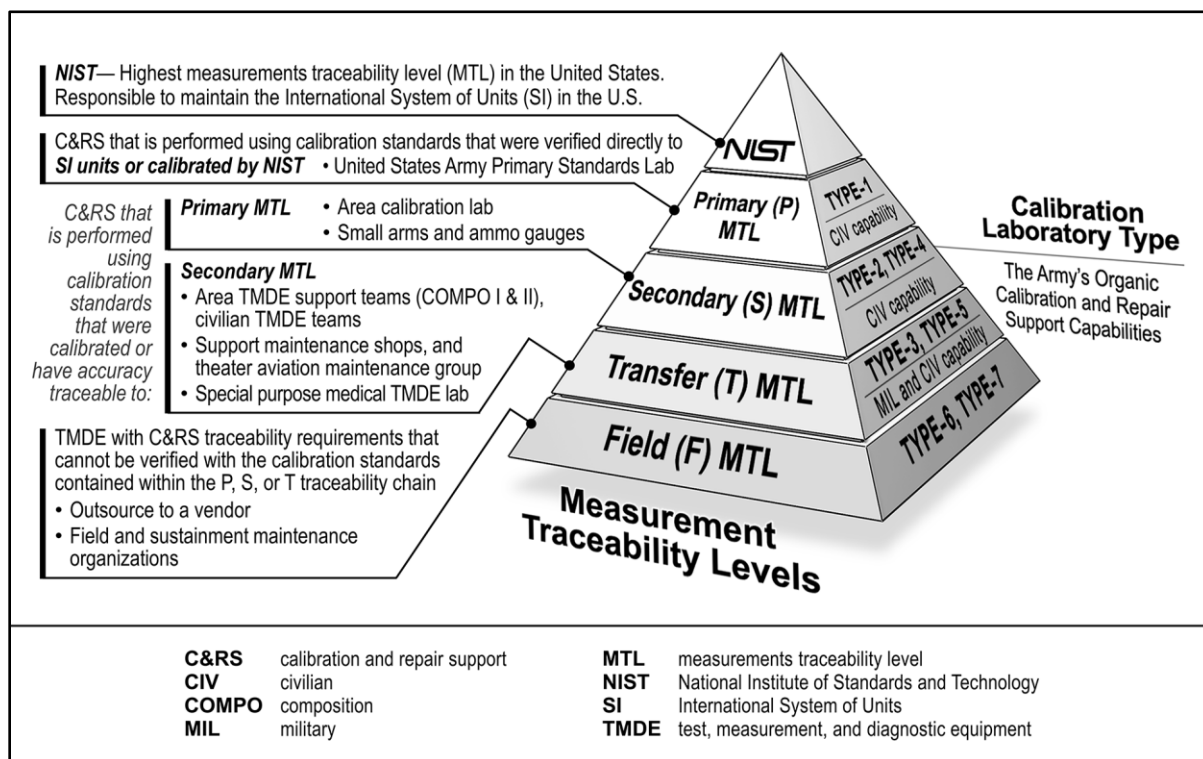 NIST— Highest measurements traceability level (MTL) in the United States.
Responsible to maintain the International System of Units (SI) in the U.S.
C&RS that is performed using calibration standards that were verified directly to
SI units or calibrated by NIST • United States Army Primary Standards Lab
C&RS that
is performed
using
calibration
standards
that were
calibrated or
have accuracy
traceable to:
Primary MTL
• Area calibration lab
• Small arms and ammo gauges
Secondary MTL
• Area TMDE support teams (COMPO I & II),
civilian TMDE teams
• Support maintenance shops, and
theater aviation maintenance group
• Special purpose medical TMDE lab
TMDE with C&RS traceability requirements that
cannot be verified with the calibration standards
contained within the P, S, or T traceability chain
• Outsource to a vendor
• Field and sustainment maintenance
organizations
NIST
Primary (P)
MTL
Secondary (S) MTL
Transfer (T) MTL
Field (F) MTL
TYPE-1
CIV capability
TYPE-2, TYPE-4
CIV capability
TYPE-3, TYPE-5
MIL and CIV capability
TYPE-6, TYPE-7
Measurement
Traceability Levels
Calibration
Laboratory Type
The Army's Organic
Calibration and Repair
Support Capabilities
C&RS calibration and repair support
CIV civilian
COMPO composition
MIL military
MTL measurements traceability level
NIST National Institute of Standards and Technology
SI International System of Units
TMDE test, measurement, and diagnostic equipment